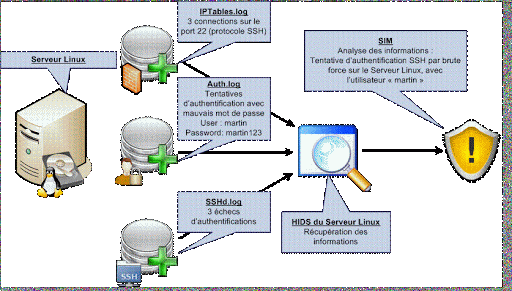 IPTables.log
3 connections sur le
port 22 (protocole SSH)
SIM
Analyse des informations :
Tentative d'authentification SSH par brute
force sur le Serveur Linux, avec
l'utilisateur « martin »
Serveur Linux
Auth.log
Tentatives
d'authentification avec
mauvais mot de passe
User : martin
Password: martin123
SSHd.log
3 échecs
d'authentifications
HIDS du Serveur Linux
Récupération des
informations
SSH